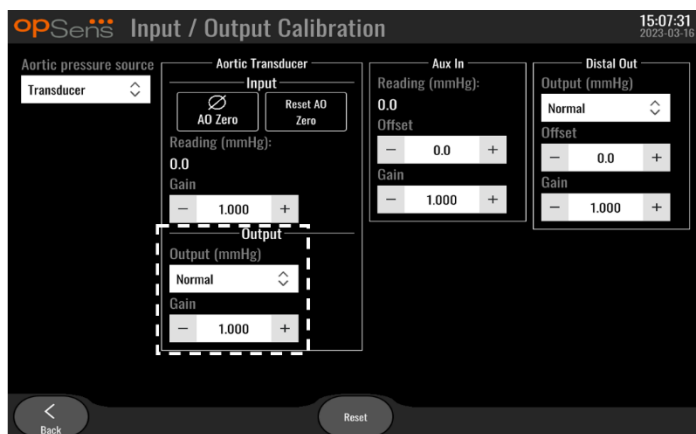 opSens Input / Output Calibration
15:07:31
2023-03-16
Aortic pressure source
Transducer
Aortic Transducer
Input
AO Zero
Reset AO
Zero
Reading (mmHg):
0.0
Gain
− 1.000 +
Output
Output (mmHg)
Normal
Gain
− 1.000 +
Aux In
Reading (mmHg):
0.0
Offset
− 0.0 +
Gain
− 1.000 +
Distal Out
Output (mmHg)
Normal
Offset
− 0.0 +
Gain
− 1.000 +
Back
Reset